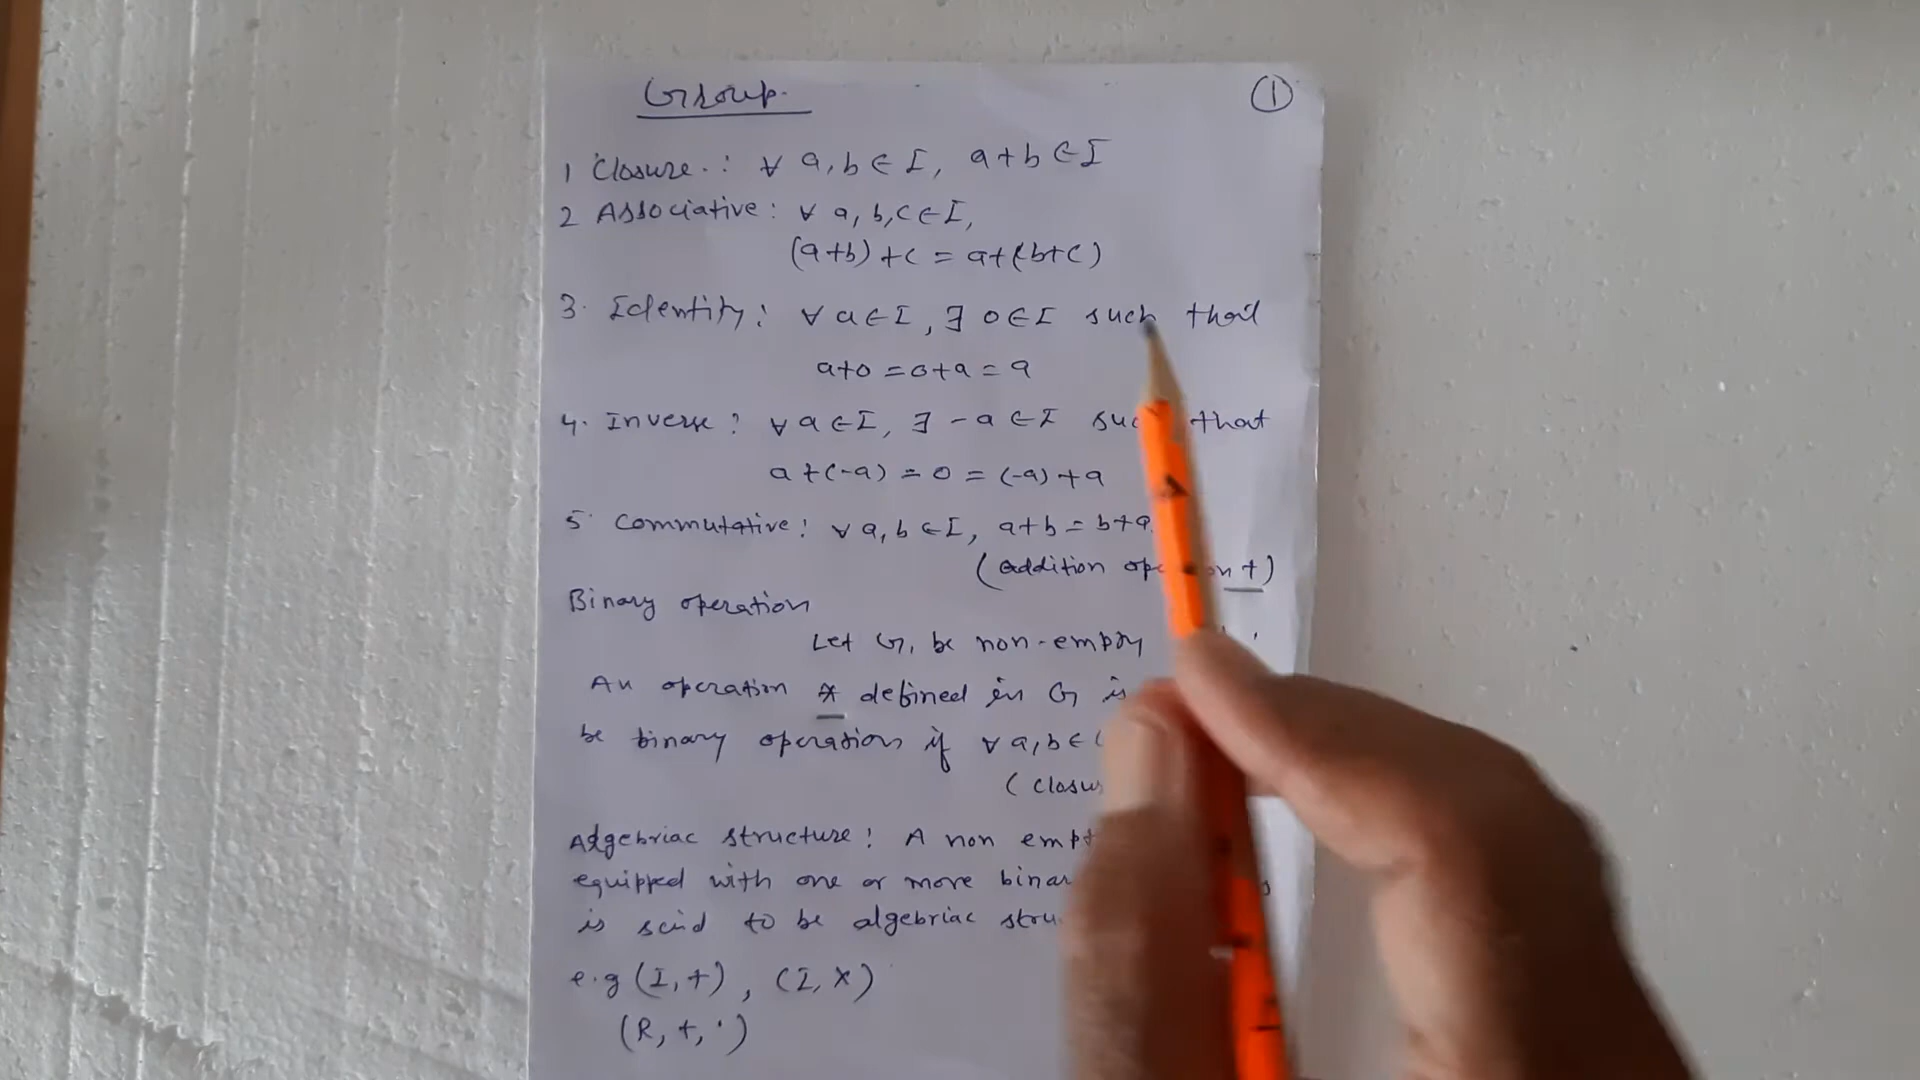 Group.
①
1 Closure.: ∀ a,b ∈ I, a+b ∈ I
2 Associative: ∀ a, b,c ∈ I,
(a+b)+c = a+(b+c)
3. Identity: ∀ a ∈ I, ∃ 0 ∈ I such that
a+0 = 0+a = a
4. Inverse: ∀ a ∈ I, ∃ -a ∈ I that
a+(-a) = 0 = (-a)+a
5. Commutative: ∀ a, b ∈ I, a+b = b+a.
(addition +)
Binary operation
Let G, be non-empty
An operation * defined in G is
be binary operation if ∀ a,b ∈
(
Algebriac structure: A non
equipped with one or more
is said to be algebriac
e.g (I,+), (I,×)
(R,+,·)